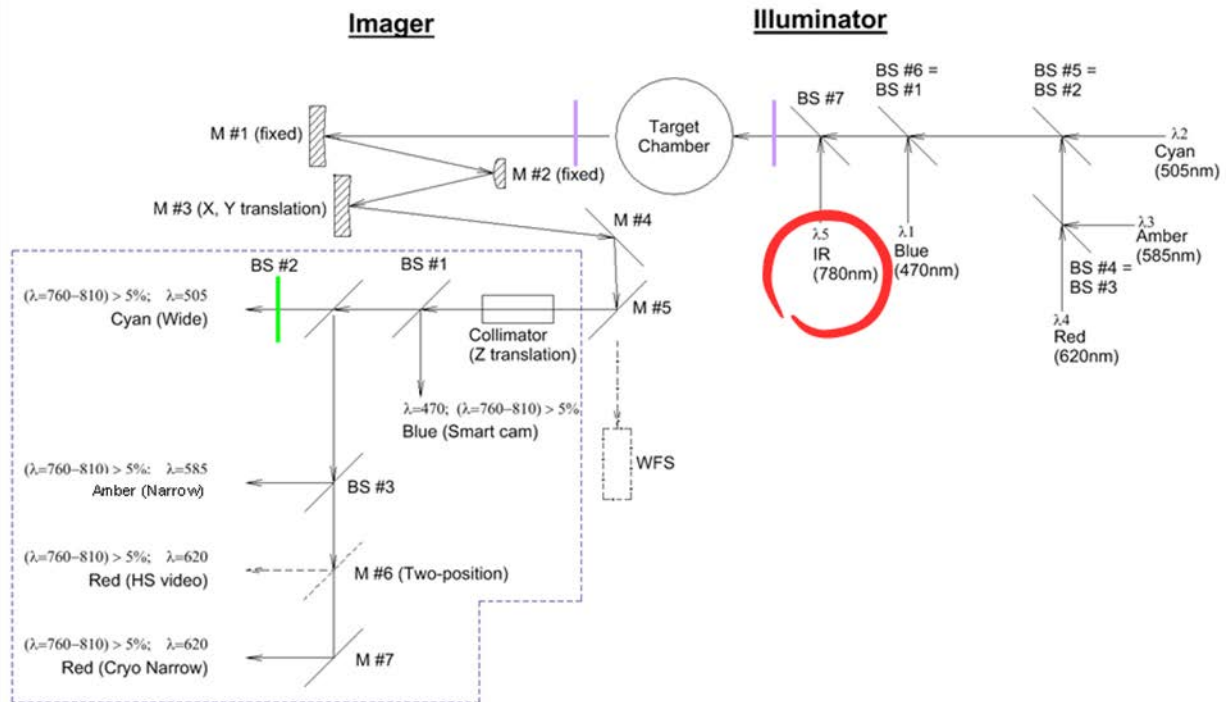 Imager
Illuminator
BS #6 =
BS #1
BS #5 =
BS #2
BS #7
M #1 (fixed)
Target
Chamber
λ2
Cyan
(505nm)
M #2 (fixed)
M #3 (X, Y translation)
M #4
λ5
IR
(780nm)
λ1
Blue
(470nm)
λ3
Amber
(585nm)
BS #4 =
BS #3
λ4
Red
(620nm)
BS #2
BS #1
(λ=760−810) > 5%; λ=505
Cyan (Wide)
M #5
Collimator
(Z translation)
λ=470; (λ=760−810) > 5%
Blue (Smart cam)
WFS
(λ=760−810) > 5%; λ=585
Amber (Narrow)
BS #3
(λ=760−810) > 5%; λ=620
Red (HS video)
M #6 (Two-position)
(λ=760−810) > 5%; λ=620
Red (Cryo Narrow)
M #7